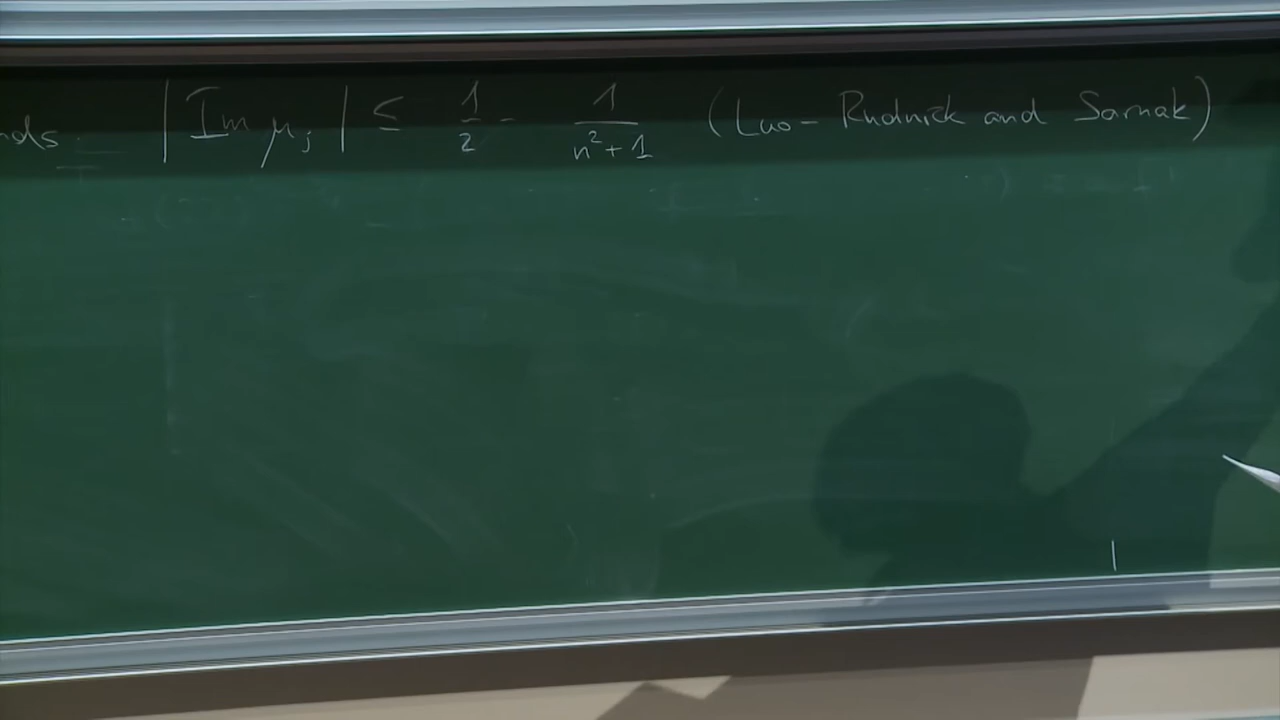 nds |Im μ_j| ≤ 1/2 - 1/(n²+1) (Luo-Rudnick and Sarnak)